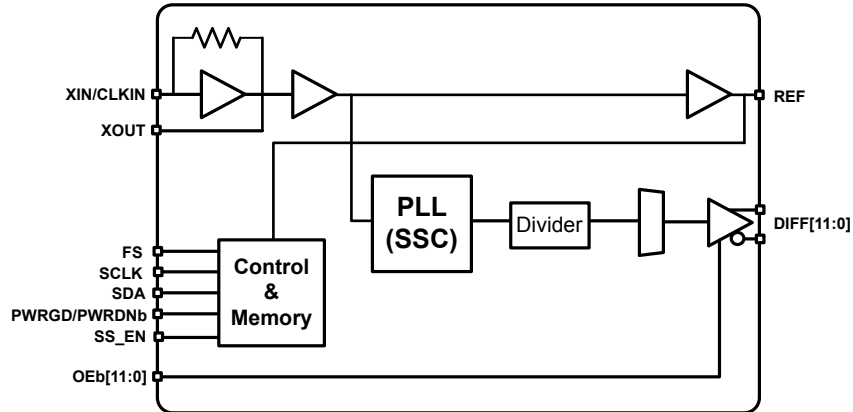 XIN/CLKIN
REF
XOUT
PLL
(SSC)
Divider
DIFF[11:0]
FS
SCLK
SDA
PWRGD/PWRDNb
SS_EN
Control
&
Memory
OEb[11:0]